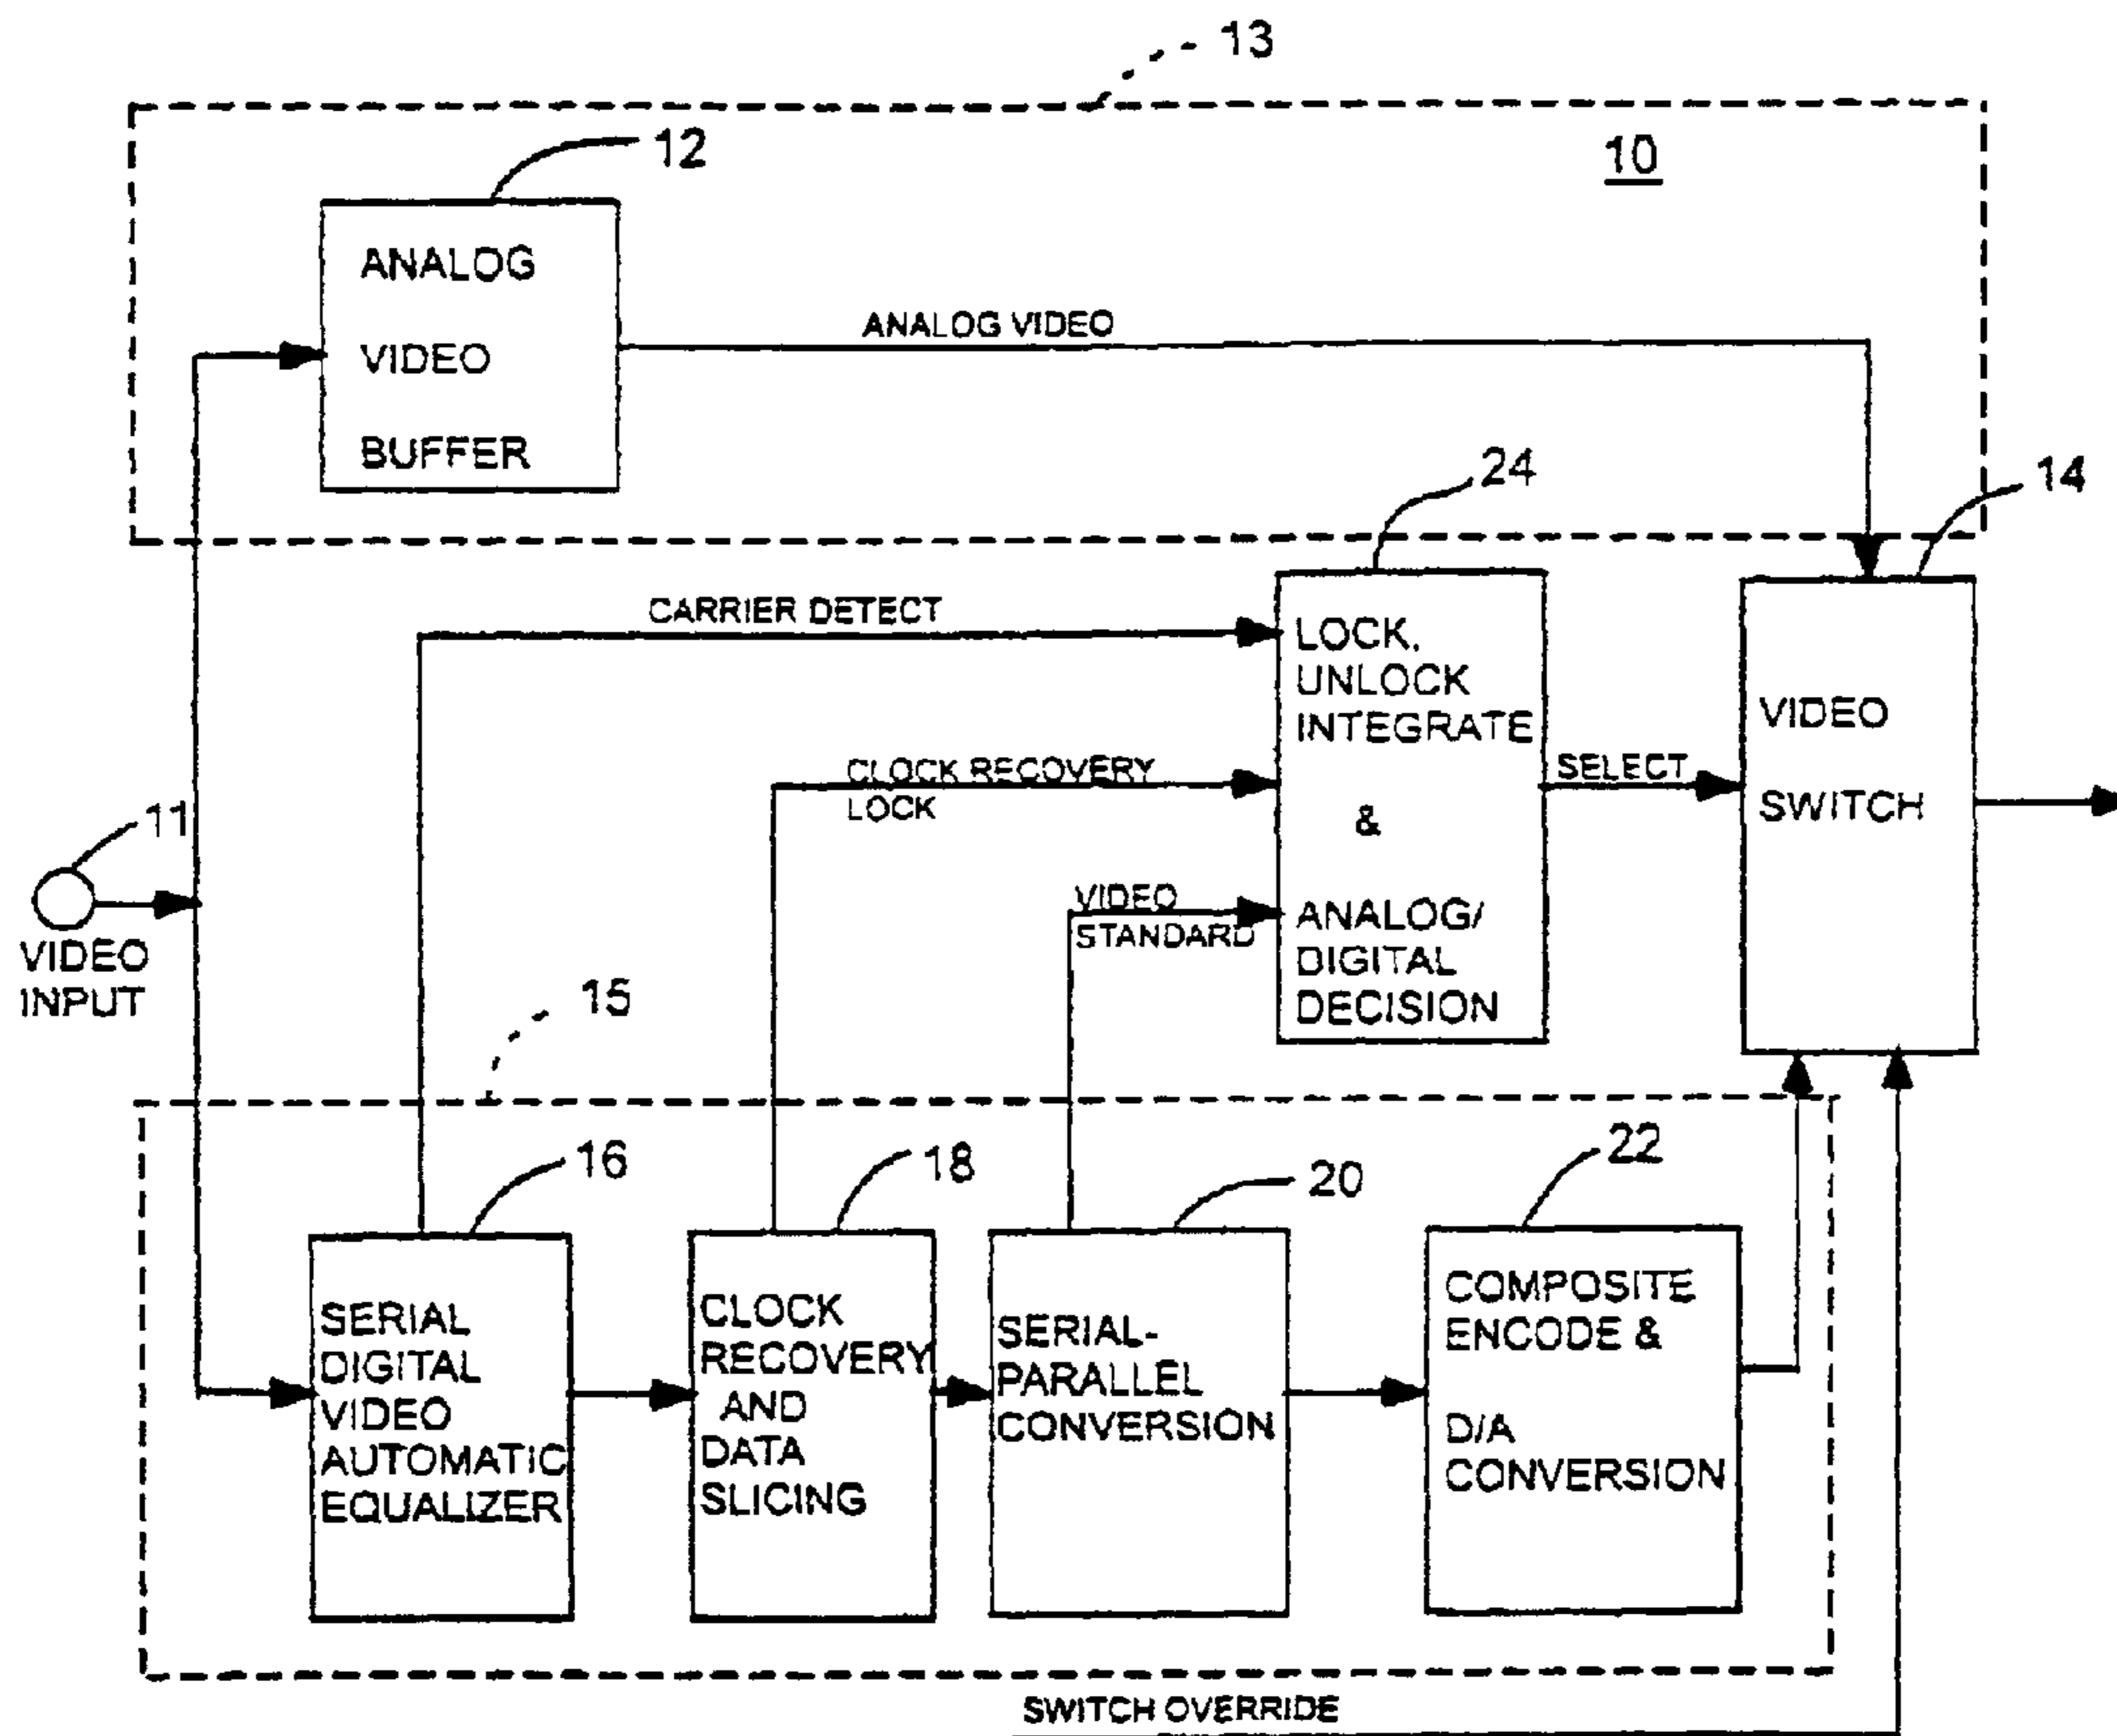 13
12
10
ANALOG
VIDEO
BUFFER
ANALOG VIDEO
24
14
CARRIER DETECT
LOCK,
UNLOCK
INTEGRATE
&
ANALOG/
DIGITAL
DECISION
CLOCK RECOVERY
LOCK
VIDEO
STANDARD
SELECT
VIDEO
SWITCH
11
VIDEO
INPUT
15
16
18
20
22
SERIAL
DIGITAL
VIDEO
AUTOMATIC
EQUALIZER
CLOCK
RECOVERY
AND
DATA
SLICING
SERIAL-
PARALLEL
CONVERSION
COMPOSITE
ENCODE &
D/A
CONVERSION
SWITCH OVERRIDE